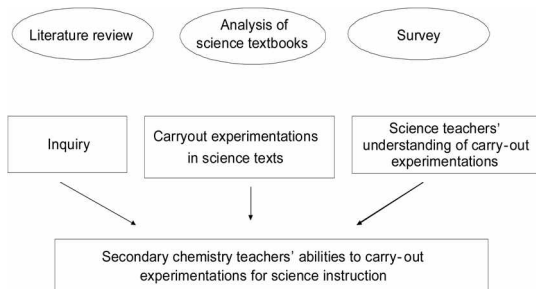 Literature review
Analysis of
science textbooks
Survey
Inquiry
Carryout experimentations
in science texts
Science teachers'
understanding of carry-out
experimentations
Secondary chemistry teachers' abilities to carry-out
experimentations for science instruction